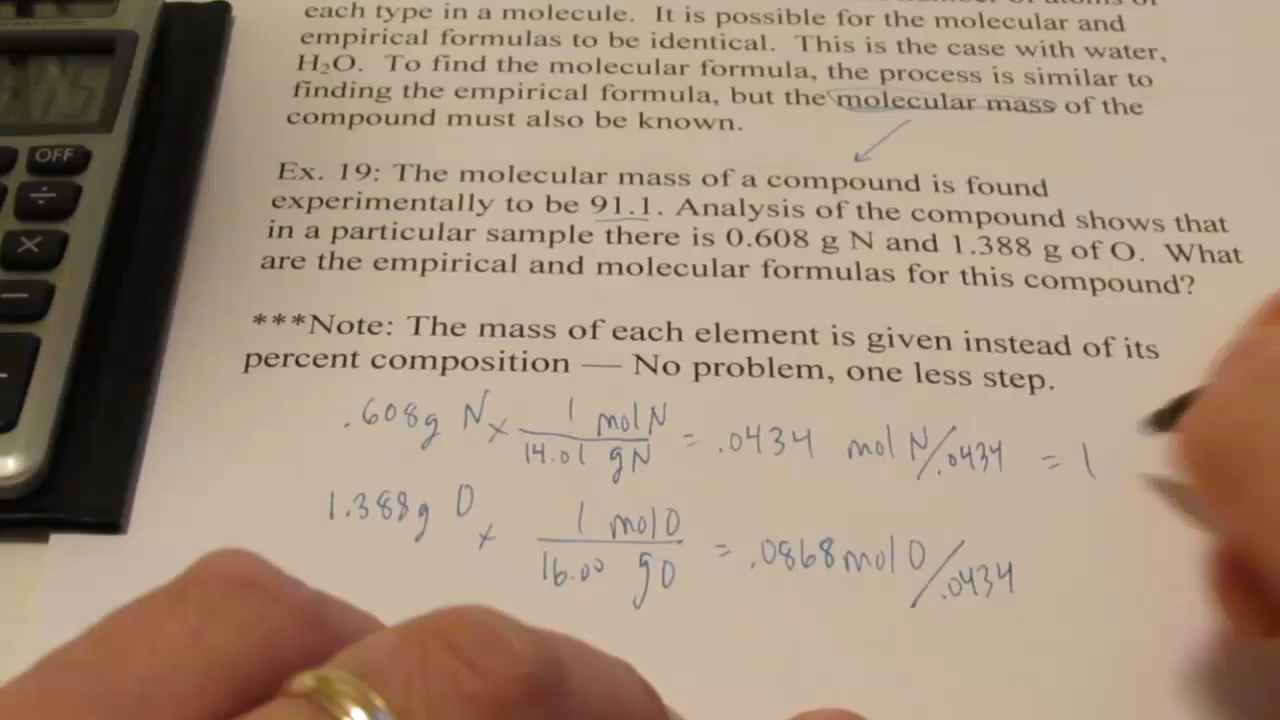 each type in a molecule. It is possible for the molecular and
empirical formulas to be identical. This is the case with water,
H₂O. To find the molecular formula, the process is similar to
finding the empirical formula, but the molecular mass of the
compound must also be known.
Ex. 19: The molecular mass of a compound is found
experimentally to be 91.1. Analysis of the compound shows that
in a particular sample there is 0.608 g N and 1.388 g of O. What
are the empirical and molecular formulas for this compound?
***Note: The mass of each element is given instead of its
percent composition — No problem, one less step.
.608g N x 1 mol N / 14.01 g N = .0434 mol N / .0434 = 1
1.388g O x 1 mol O / 16.00 g O = .0868 mol O / .0434
OFF
÷
×
−